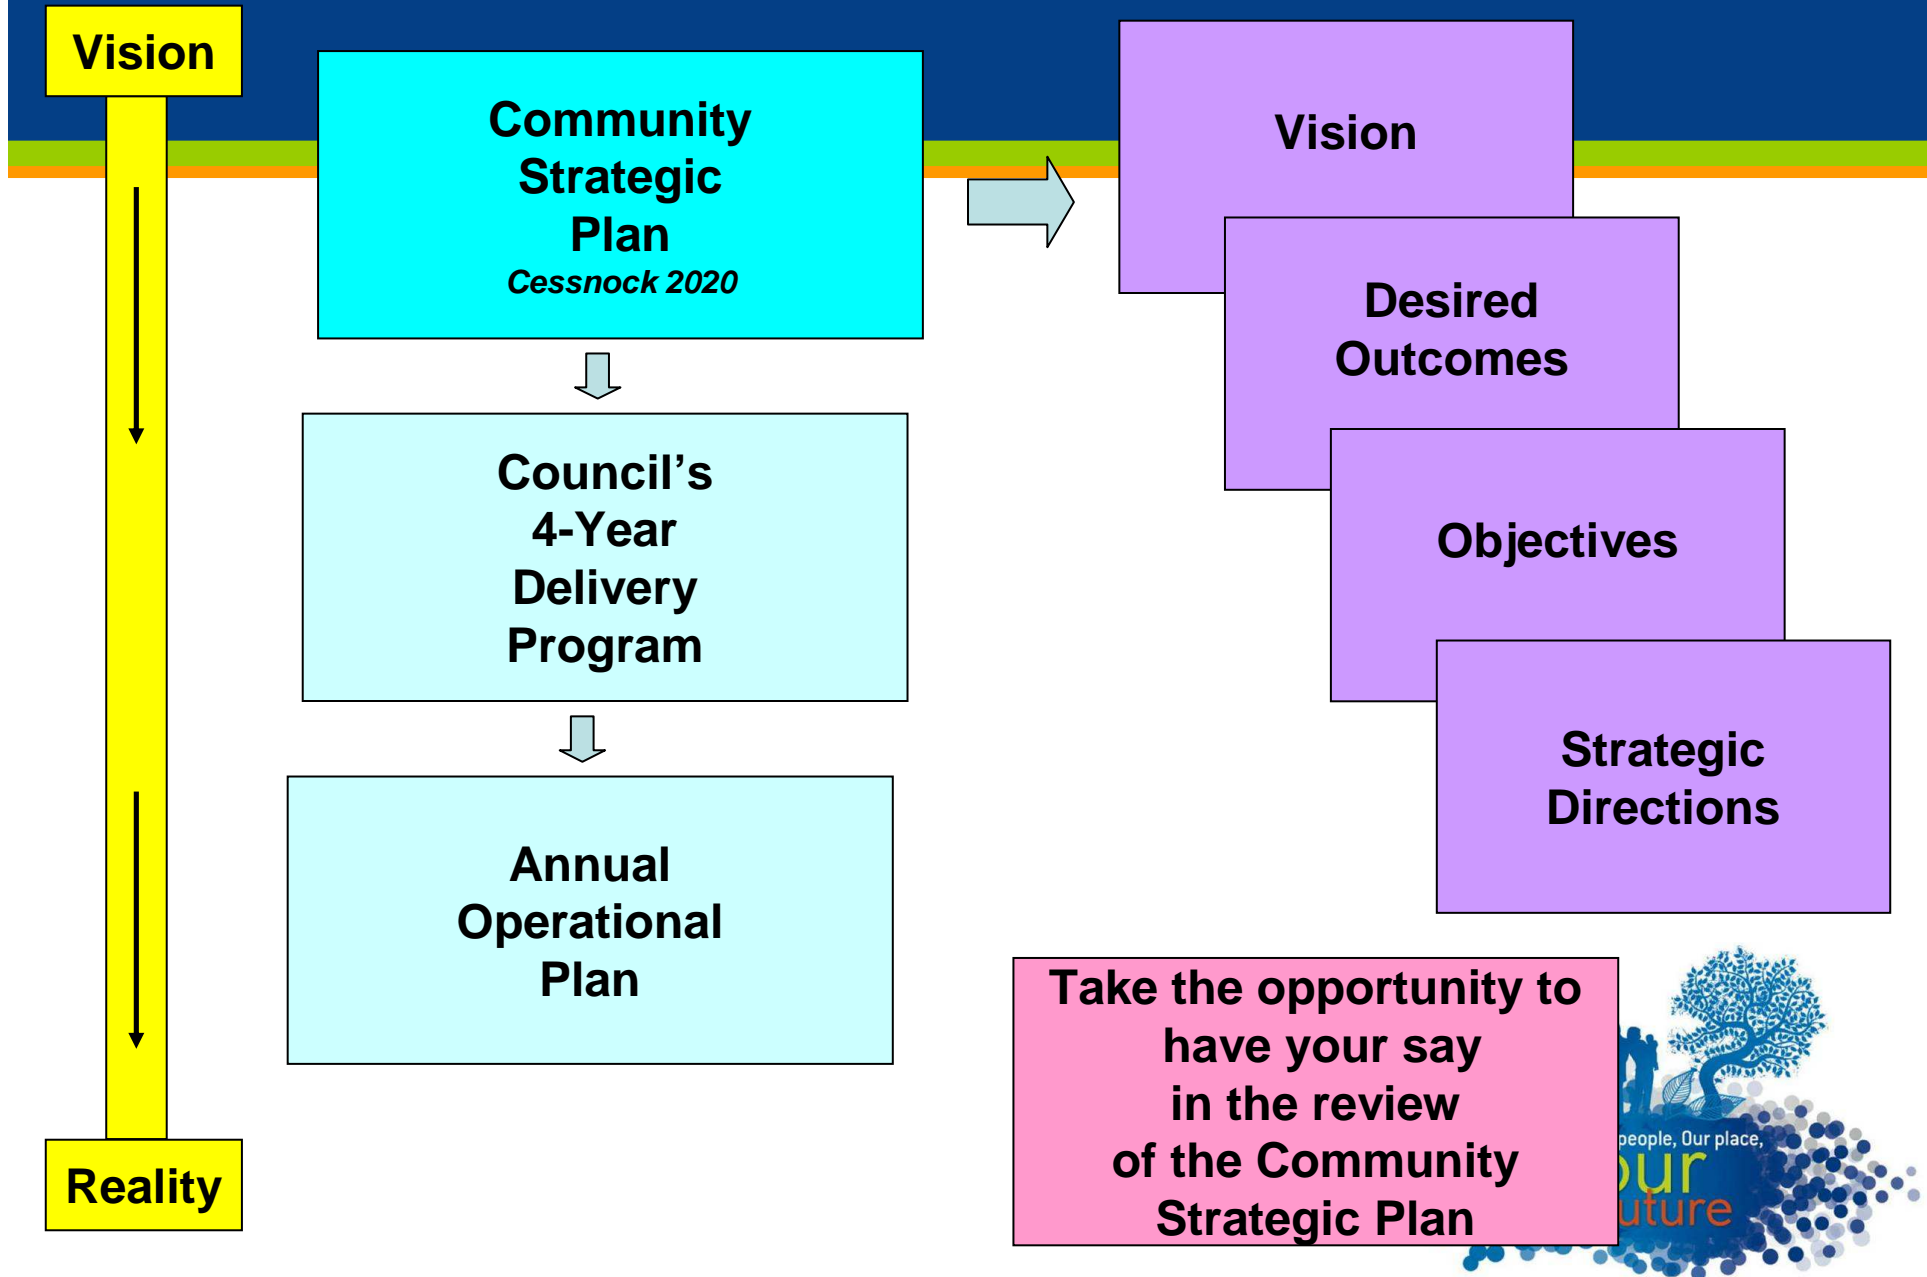 Vision
Community
Strategic
Plan
Cessnock 2020
Council’s
4-Year
Delivery
Program
Annual
Operational
Plan
Reality
Vision
Desired
Outcomes
Objectives
Strategic
Directions
Take the opportunity to
have your say
in the review
of the Community
Strategic Plan
people, Our place,
our
uture